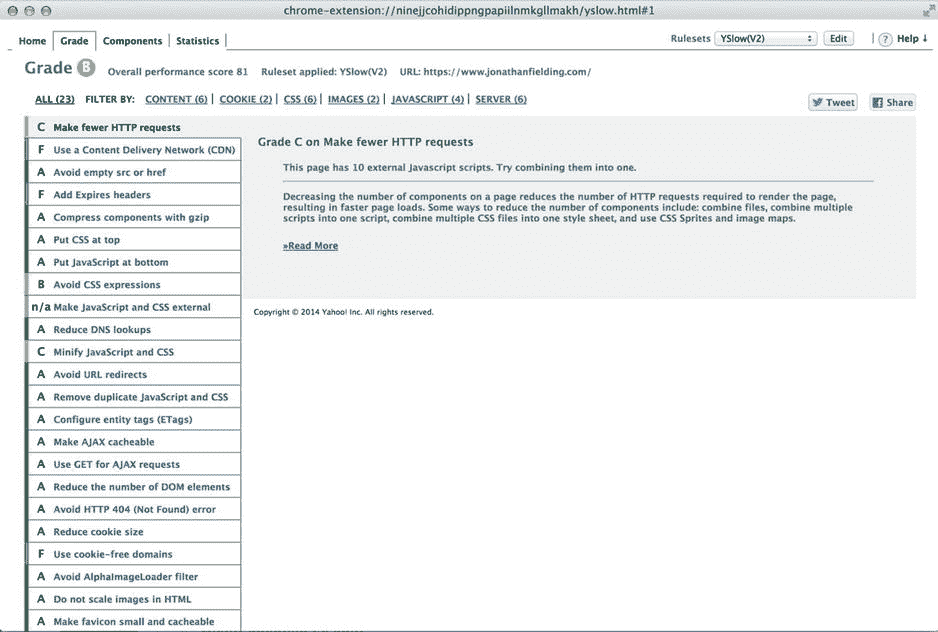 chrome-extension://ninejjcohidippngpapiilnmkgllmakh/yslow.html#1
Home Grade Components Statistics Rulesets YSlow(V2) Edit ? Help ↓
Grade B Overall performance score 81 Ruleset applied: YSlow(V2) URL: https://www.jonathanfielding.com/
ALL (23) FILTER BY: CONTENT (6) | COOKIE (2) | CSS (6) | IMAGES (2) | JAVASCRIPT (4) | SERVER (6)
Tweet Share
C Make fewer HTTP requests
F Use a Content Delivery Network (CDN)
A Avoid empty src or href
F Add Expires headers
A Compress components with gzip
A Put CSS at top
A Put JavaScript at bottom
B Avoid CSS expressions
n/a Make JavaScript and CSS external
A Reduce DNS lookups
C Minify JavaScript and CSS
A Avoid URL redirects
A Remove duplicate JavaScript and CSS
A Configure entity tags (ETags)
A Make AJAX cacheable
A Use GET for AJAX requests
A Reduce the number of DOM elements
A Avoid HTTP 404 (Not Found) error
A Reduce cookie size
F Use cookie-free domains
A Avoid AlphaImageLoader filter
A Do not scale images in HTML
A Make favicon small and cacheable
Grade C on Make fewer HTTP requests
This page has 10 external Javascript scripts. Try combining them into one.
Decreasing the number of components on a page reduces the number of HTTP requests required to render the page,
resulting in faster page loads. Some ways to reduce the number of components include: combine files, combine multiple
scripts into one script, combine multiple CSS files into one style sheet, and use CSS Sprites and image maps.
»Read More
Copyright © 2014 Yahoo! Inc. All rights reserved.